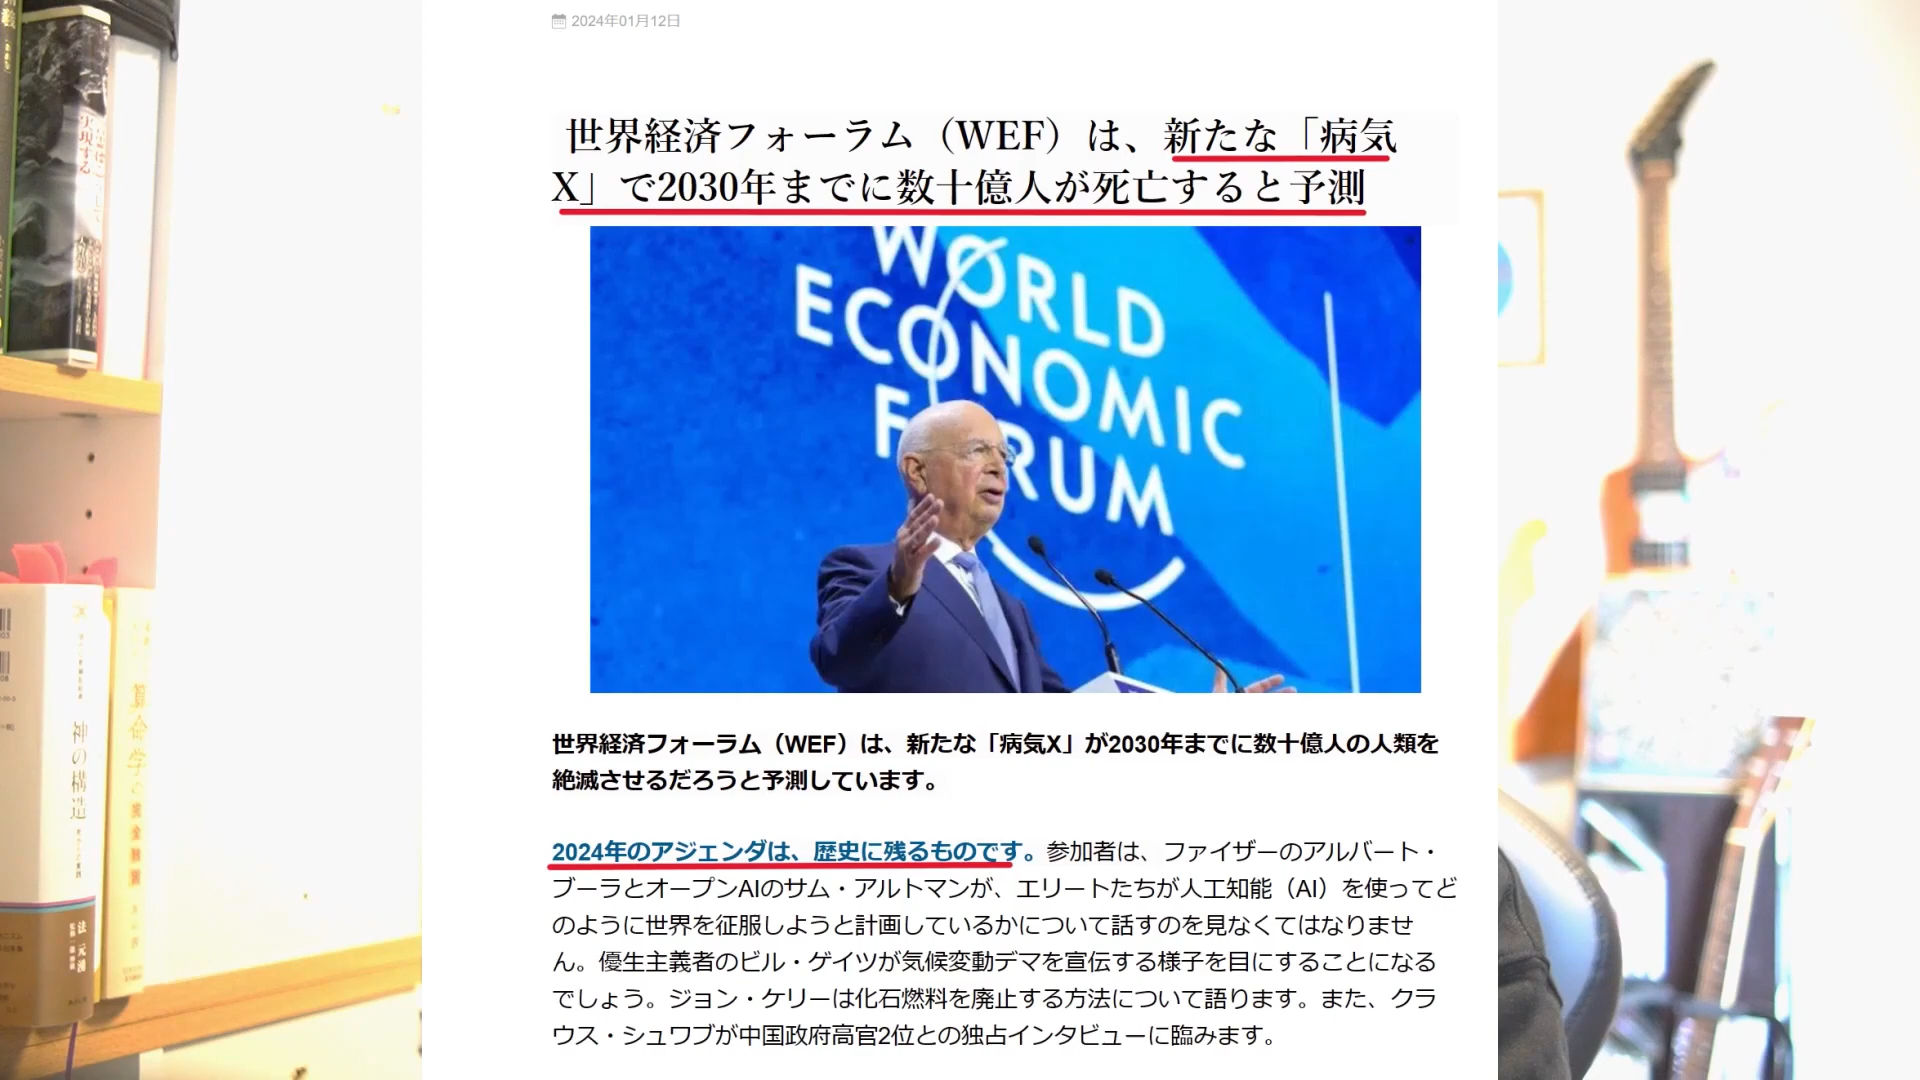 2024年01月12日
世界経済フォーラム（WEF）は、新たな「病気
X」で2030年までに数十億人が死亡すると予測
WORLD
ECONOMIC
FORUM
世界経済フォーラム（WEF）は、新たな「病気X」が2030年までに数十億人の人類を
絶滅させるだろうと予測しています。
2024年のアジェンダは、歴史に残るものです。参加者は、ファイザーのアルバート・
ブーラとオープンAIのサム・アルトマンが、エリートたちが人工知能（AI）を使ってど
のように世界を征服しようと計画しているかについて話すのを見なくてはなりませ
ん。優生主義者のビル・ゲイツが気候変動デマを宣伝する様子を目にすることになる
でしょう。ジョン・ケリーは化石燃料を廃止する方法について語ります。また、クラ
ウス・シュワブが中国政府高官2位との独占インタビューに臨みます。
実現する
神の構造
算命学